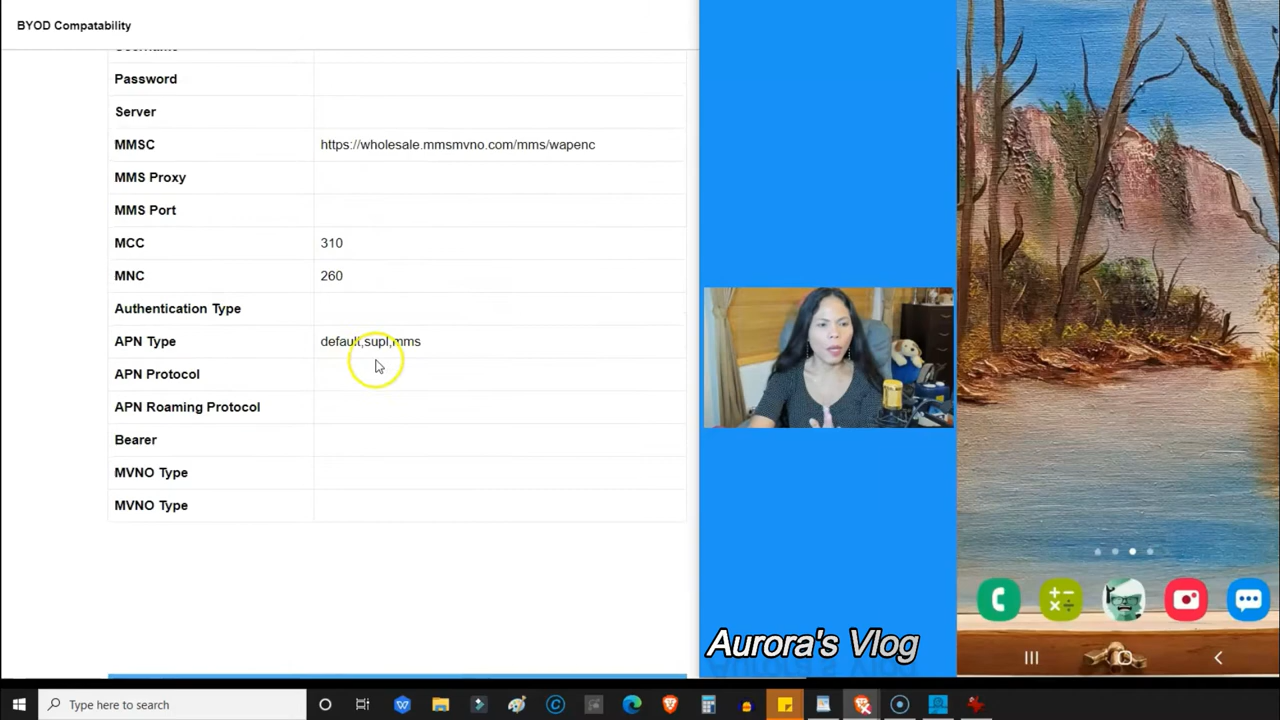 BYOD Compatability
Username
Password
Server
MMSC https://wholesale.mmsmvno.com/mms/wapenc
MMS Proxy
MMS Port
MCC 310
MNC 260
Authentication Type
APN Type default,supl,mms
APN Protocol
APN Roaming Protocol
Bearer
MVNO Type
MVNO Type
Aurora's Vlog
Type here to search